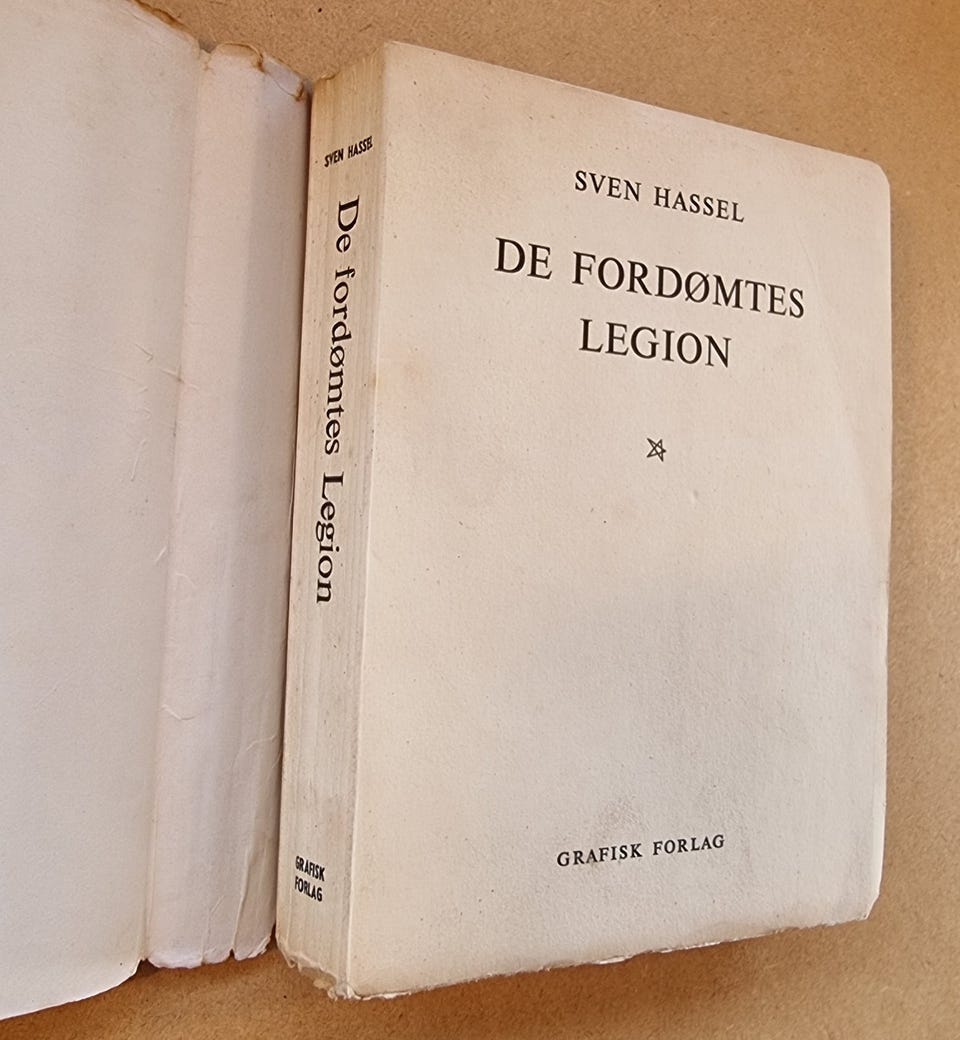 SVEN HASSEL
De fordømtes Legion
GRAFISK
FORLAG
SVEN HASSEL
DE FORDØMTES
LEGION
GRAFISK FORLAG